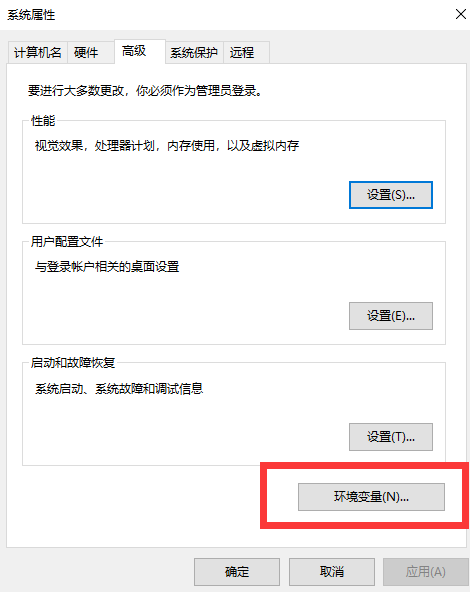 系统属性
计算机名 硬件 高级 系统保护 远程
要进行大多数更改，你必须作为管理员登录。
性能
视觉效果，处理器计划，内存使用，以及虚拟内存
设置(S)...
用户配置文件
与登录帐户相关的桌面设置
设置(E)...
启动和故障恢复
系统启动、系统故障和调试信息
设置(T)...
环境变量(N)...
确定 取消 应用(A)